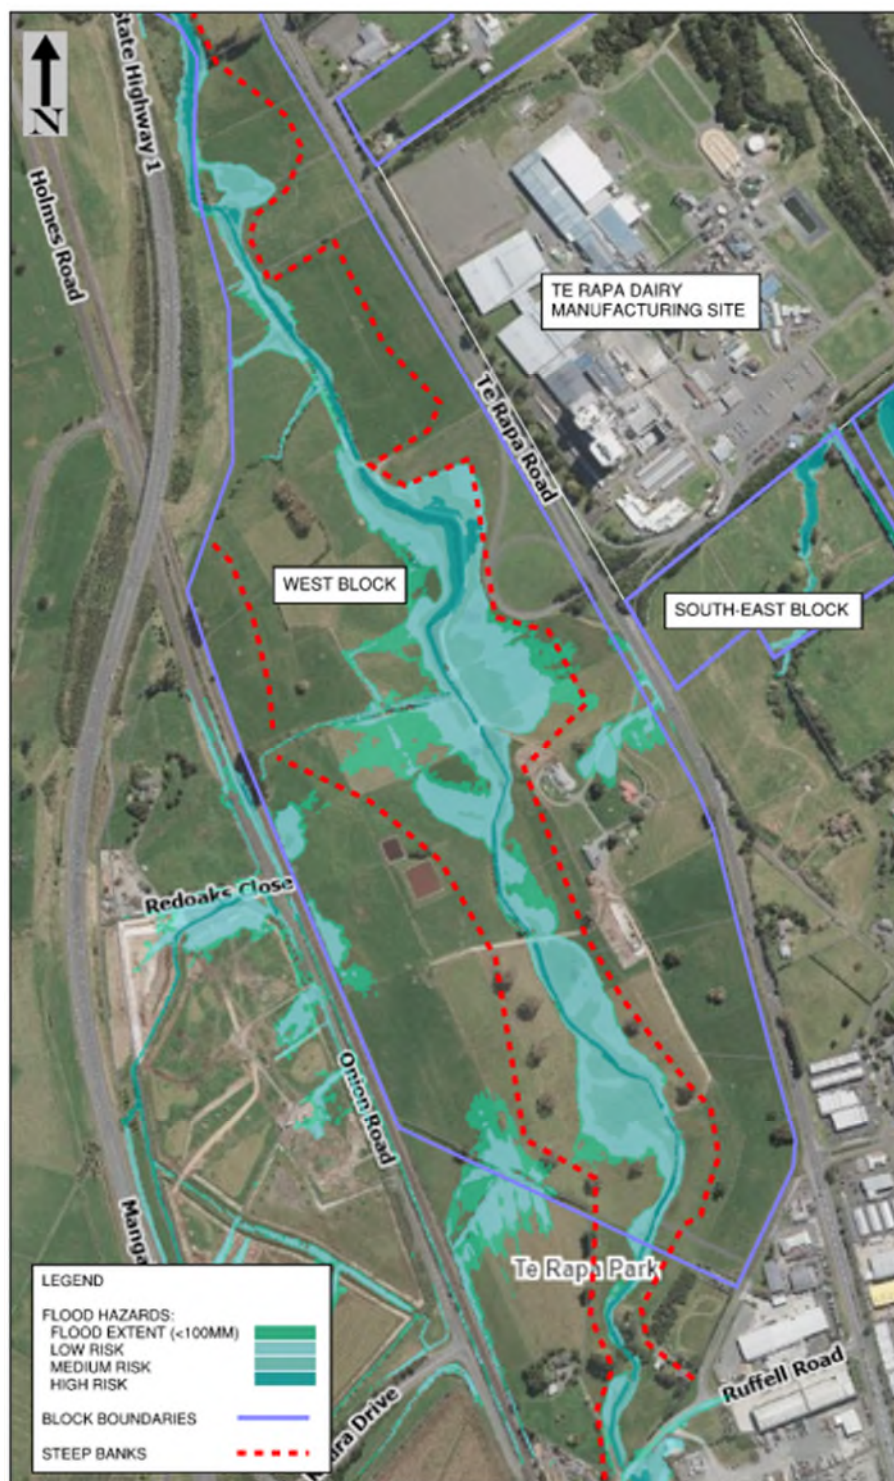 State Highway 1
N
Holmes Road
TE RAPA DAIRY
MANUFACTURING SITE
Te Rapa Road
WEST BLOCK
SOUTH-EAST BLOCK
Redoaks Close
Onion Road
Manga
Te Rapa Park
LEGEND
FLOOD HAZARDS:
FLOOD EXTENT (<100MM)
LOW RISK
MEDIUM RISK
HIGH RISK
BLOCK BOUNDARIES
STEEP BANKS
Ruffell Road
Drive